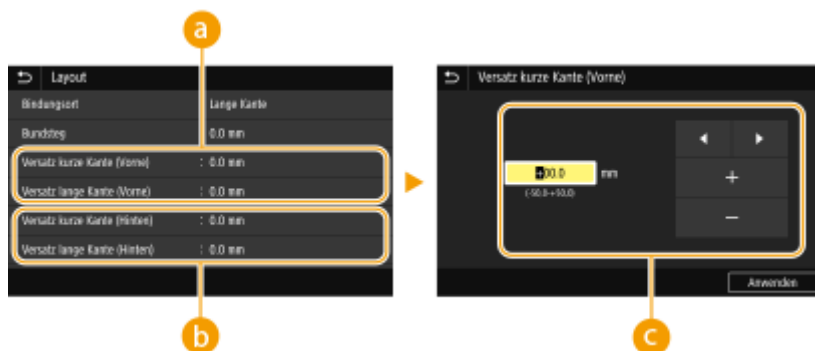 a
Layout
Bindungsort Lange Kante
Bundsteg 0.0 mm
Versatz kurze Kante (Vorne) : 0.0 mm
Versatz lange Kante (Vorne) : 0.0 mm
Versatz kurze Kante (Hinten) : 0.0 mm
Versatz lange Kante (Hinten) : 0.0 mm
b
Versatz kurze Kante (Vorne)
+00.0 mm
(-50.0-+50.0)
+
−
Anwenden
c